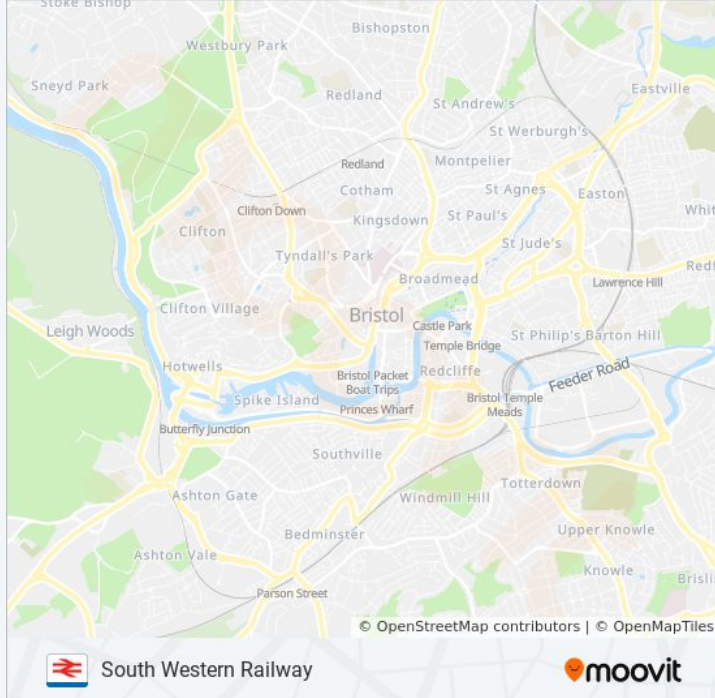 Stoke Bishop
Bishopston
Westbury Park
Sneyd Park
Redland
Eastville
St Andrew's
St Werburgh's
Redland
Montpelier
Cotham
St Agnes
Easton
Clifton Down
Kingsdown
St Paul's
Whit
Clifton
St Jude's
Tyndall's Park
Redf
Broadmead
Lawrence Hill
Clifton Village
Bristol
Castle Park
Leigh Woods
St Philip's
Barton Hill
Temple Bridge
Hotwells
Redcliffe
Feeder Road
Bristol Packet
Boat Trips
Spike Island
Princes Wharf
Bristol Temple
Meads
Butterfly Junction
Southville
Totterdown
Ashton Gate
Windmill Hill
Bedminster
Upper Knowle
Ashton Vale
Knowle
Brisli
Parson Street
© OpenStreetMap contributors | © OpenMapTiles
South Western Railway
moovit